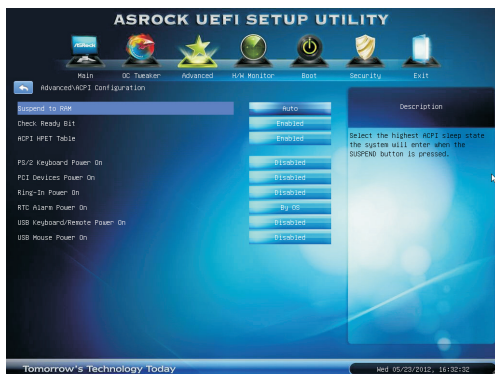 ASROCK UEFI SETUP UTILITY
ASRock
Main OC Tweaker Advanced H/W Monitor Boot Security Exit
Advanced\ACPI Configuration
Suspend to RAM Auto
Check Ready Bit Enabled
ACPI HPET Table Enabled
PS/2 Keyboard Power On Disabled
PCI Devices Power On Disabled
Ring-In Power On Disabled
RTC Alarm Power On By OS
USB Keyboard/Remote Power On Disabled
USB Mouse Power On Disabled
Description
Select the highest ACPI sleep state
the system will enter when the
SUSPEND button is pressed.
Tomorrow's Technology Today
Wed 05/23/2012, 16:32:32